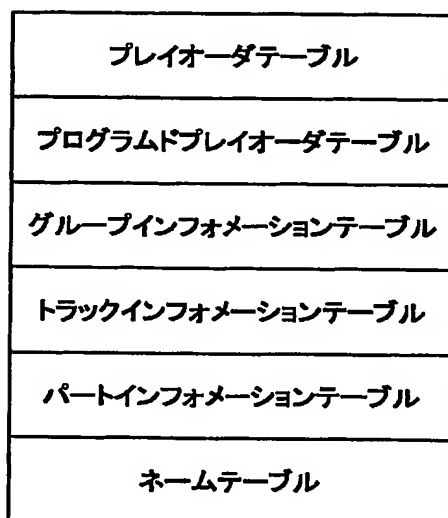 プレイオーダテーブル
プログラムドプレイオーダテーブル
グループインフォメーションテーブル
トラックインフォメーションテーブル
パートインフォメーションテーブル
ネームテーブル